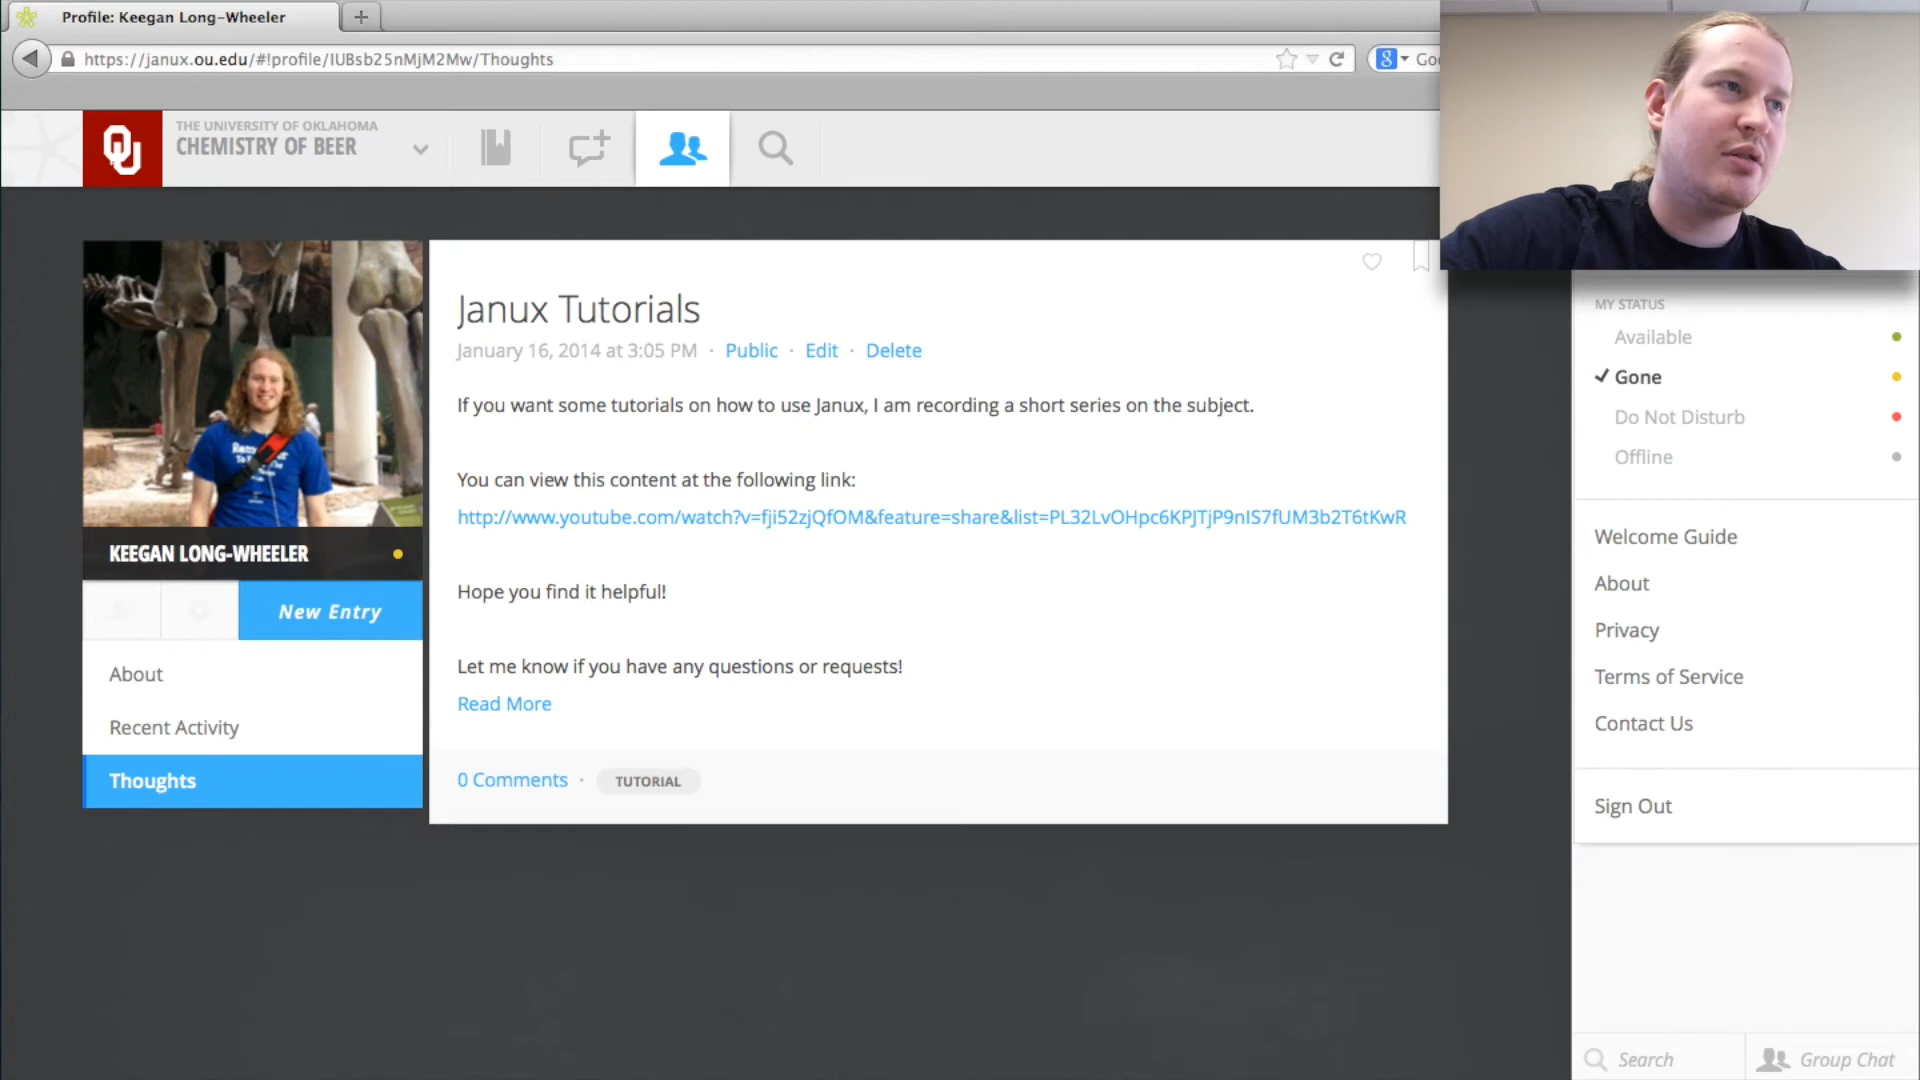 Profile: Keegan Long-Wheeler
https://janux.ou.edu/#!profile/IUBsb25nMjM2Mw/Thoughts
THE UNIVERSITY OF OKLAHOMA
CHEMISTRY OF BEER
Janux Tutorials
January 16, 2014 at 3:05 PM · Public · Edit · Delete
If you want some tutorials on how to use Janux, I am recording a short series on the subject.
You can view this content at the following link:
http://www.youtube.com/watch?v=fji52zjQfOM&feature=share&list=PL32LvOHpc6KPJTjP9nIS7fUM3b2T6tKwR
Hope you find it helpful!
Let me know if you have any questions or requests!
Read More
0 Comments · TUTORIAL
KEEGAN LONG-WHEELER
New Entry
About
Recent Activity
Thoughts
MY STATUS
Available
Gone
Do Not Disturb
Offline
Welcome Guide
About
Privacy
Terms of Service
Contact Us
Sign Out
Search
Group Chat